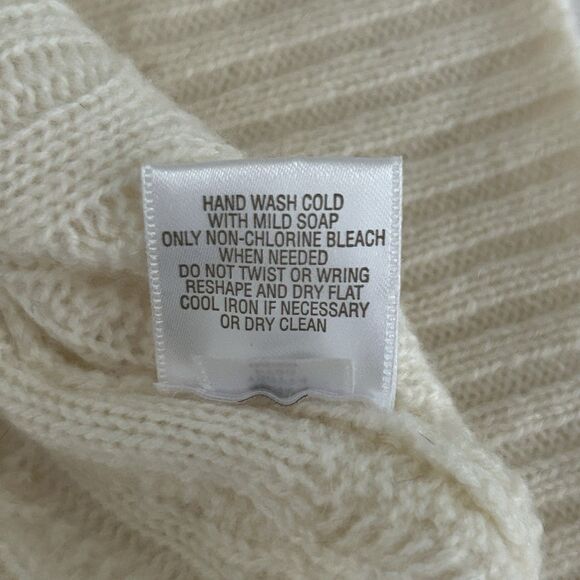 HAND WASH COLD
WITH MILD SOAP
ONLY NON-CHLORINE BLEACH
WHEN NEEDED
DO NOT TWIST OR WRING
RESHAPE AND DRY FLAT
COOL IRON IF NECESSARY
OR DRY CLEAN